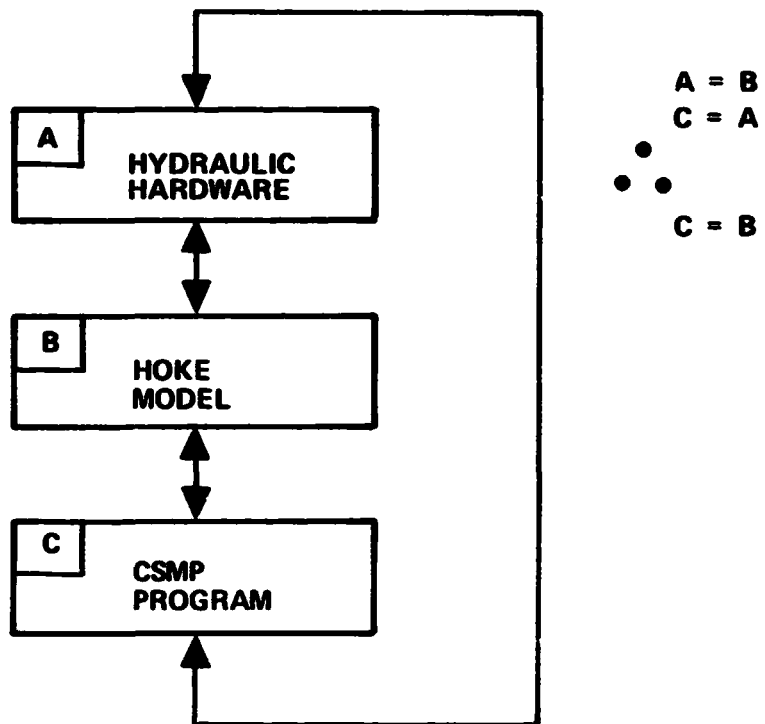 A
HYDRAULIC
HARDWARE
B
HOKE
MODEL
C
CSMP
PROGRAM
A = B
C = A
∴
C = B